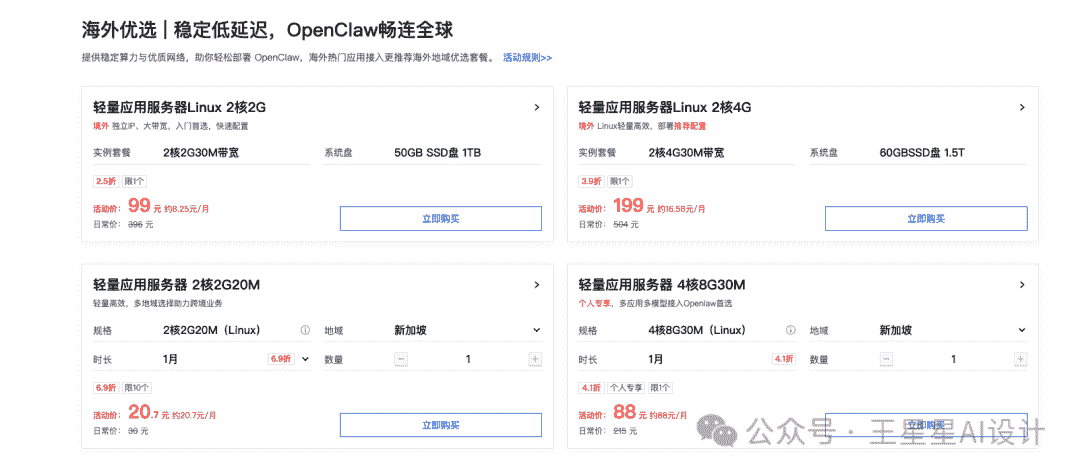 海外优选 | 稳定低延迟，OpenClaw畅连全球
提供稳定算力与优质网络，助你轻松部署 OpenClaw，海外热门应用接入更推荐海外地域优选套餐。 活动规则>>
轻量应用服务器Linux 2核2G
境外 独立IP、大带宽，入门首选，快速配置
实例套餐 2核2G30M带宽 系统盘 50GB SSD盘 1TB
2.5折 限1个
活动价： 99 元 约8.25元/月
日常价： 396 元
立即购买
轻量应用服务器Linux 2核4G
境外 Linux轻量高效，部署推荐配置
实例套餐 2核4G30M带宽 系统盘 60GBSSD盘 1.5T
3.9折 限1个
活动价： 199 元 约16.58元/月
日常价： 504 元
立即购买
轻量应用服务器 2核2G20M
轻量高效，多地域选择助力跨境业务
规格 2核2G20M（Linux） 地域 新加坡
时长 1月 6.9折 数量 1
6.9折 限10个
活动价： 20.7 元 约20.7元/月
日常价： 30 元
立即购买
轻量应用服务器 4核8G30M
个人专享，多应用多模型接入Openlaw首选
规格 4核8G30M（Linux） 地域 新加坡
时长 1月 4.1折 数量 1
4.1折 个人专享 限1个
活动价： 88 元 约88元/月
日常价： 215 元
立即购买
公众号 · 王星星AI设计